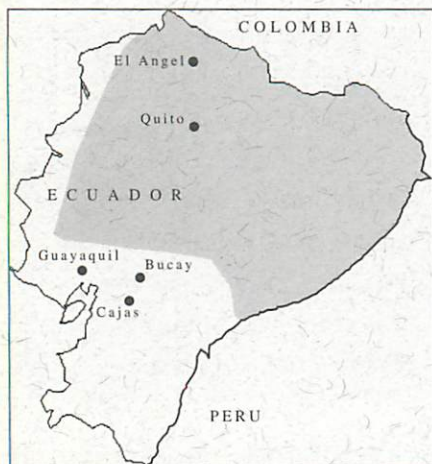 COLOMBIA
El Angel
Quito
ECUADOR
Guayaquil
Bucay
Cajas
PERU